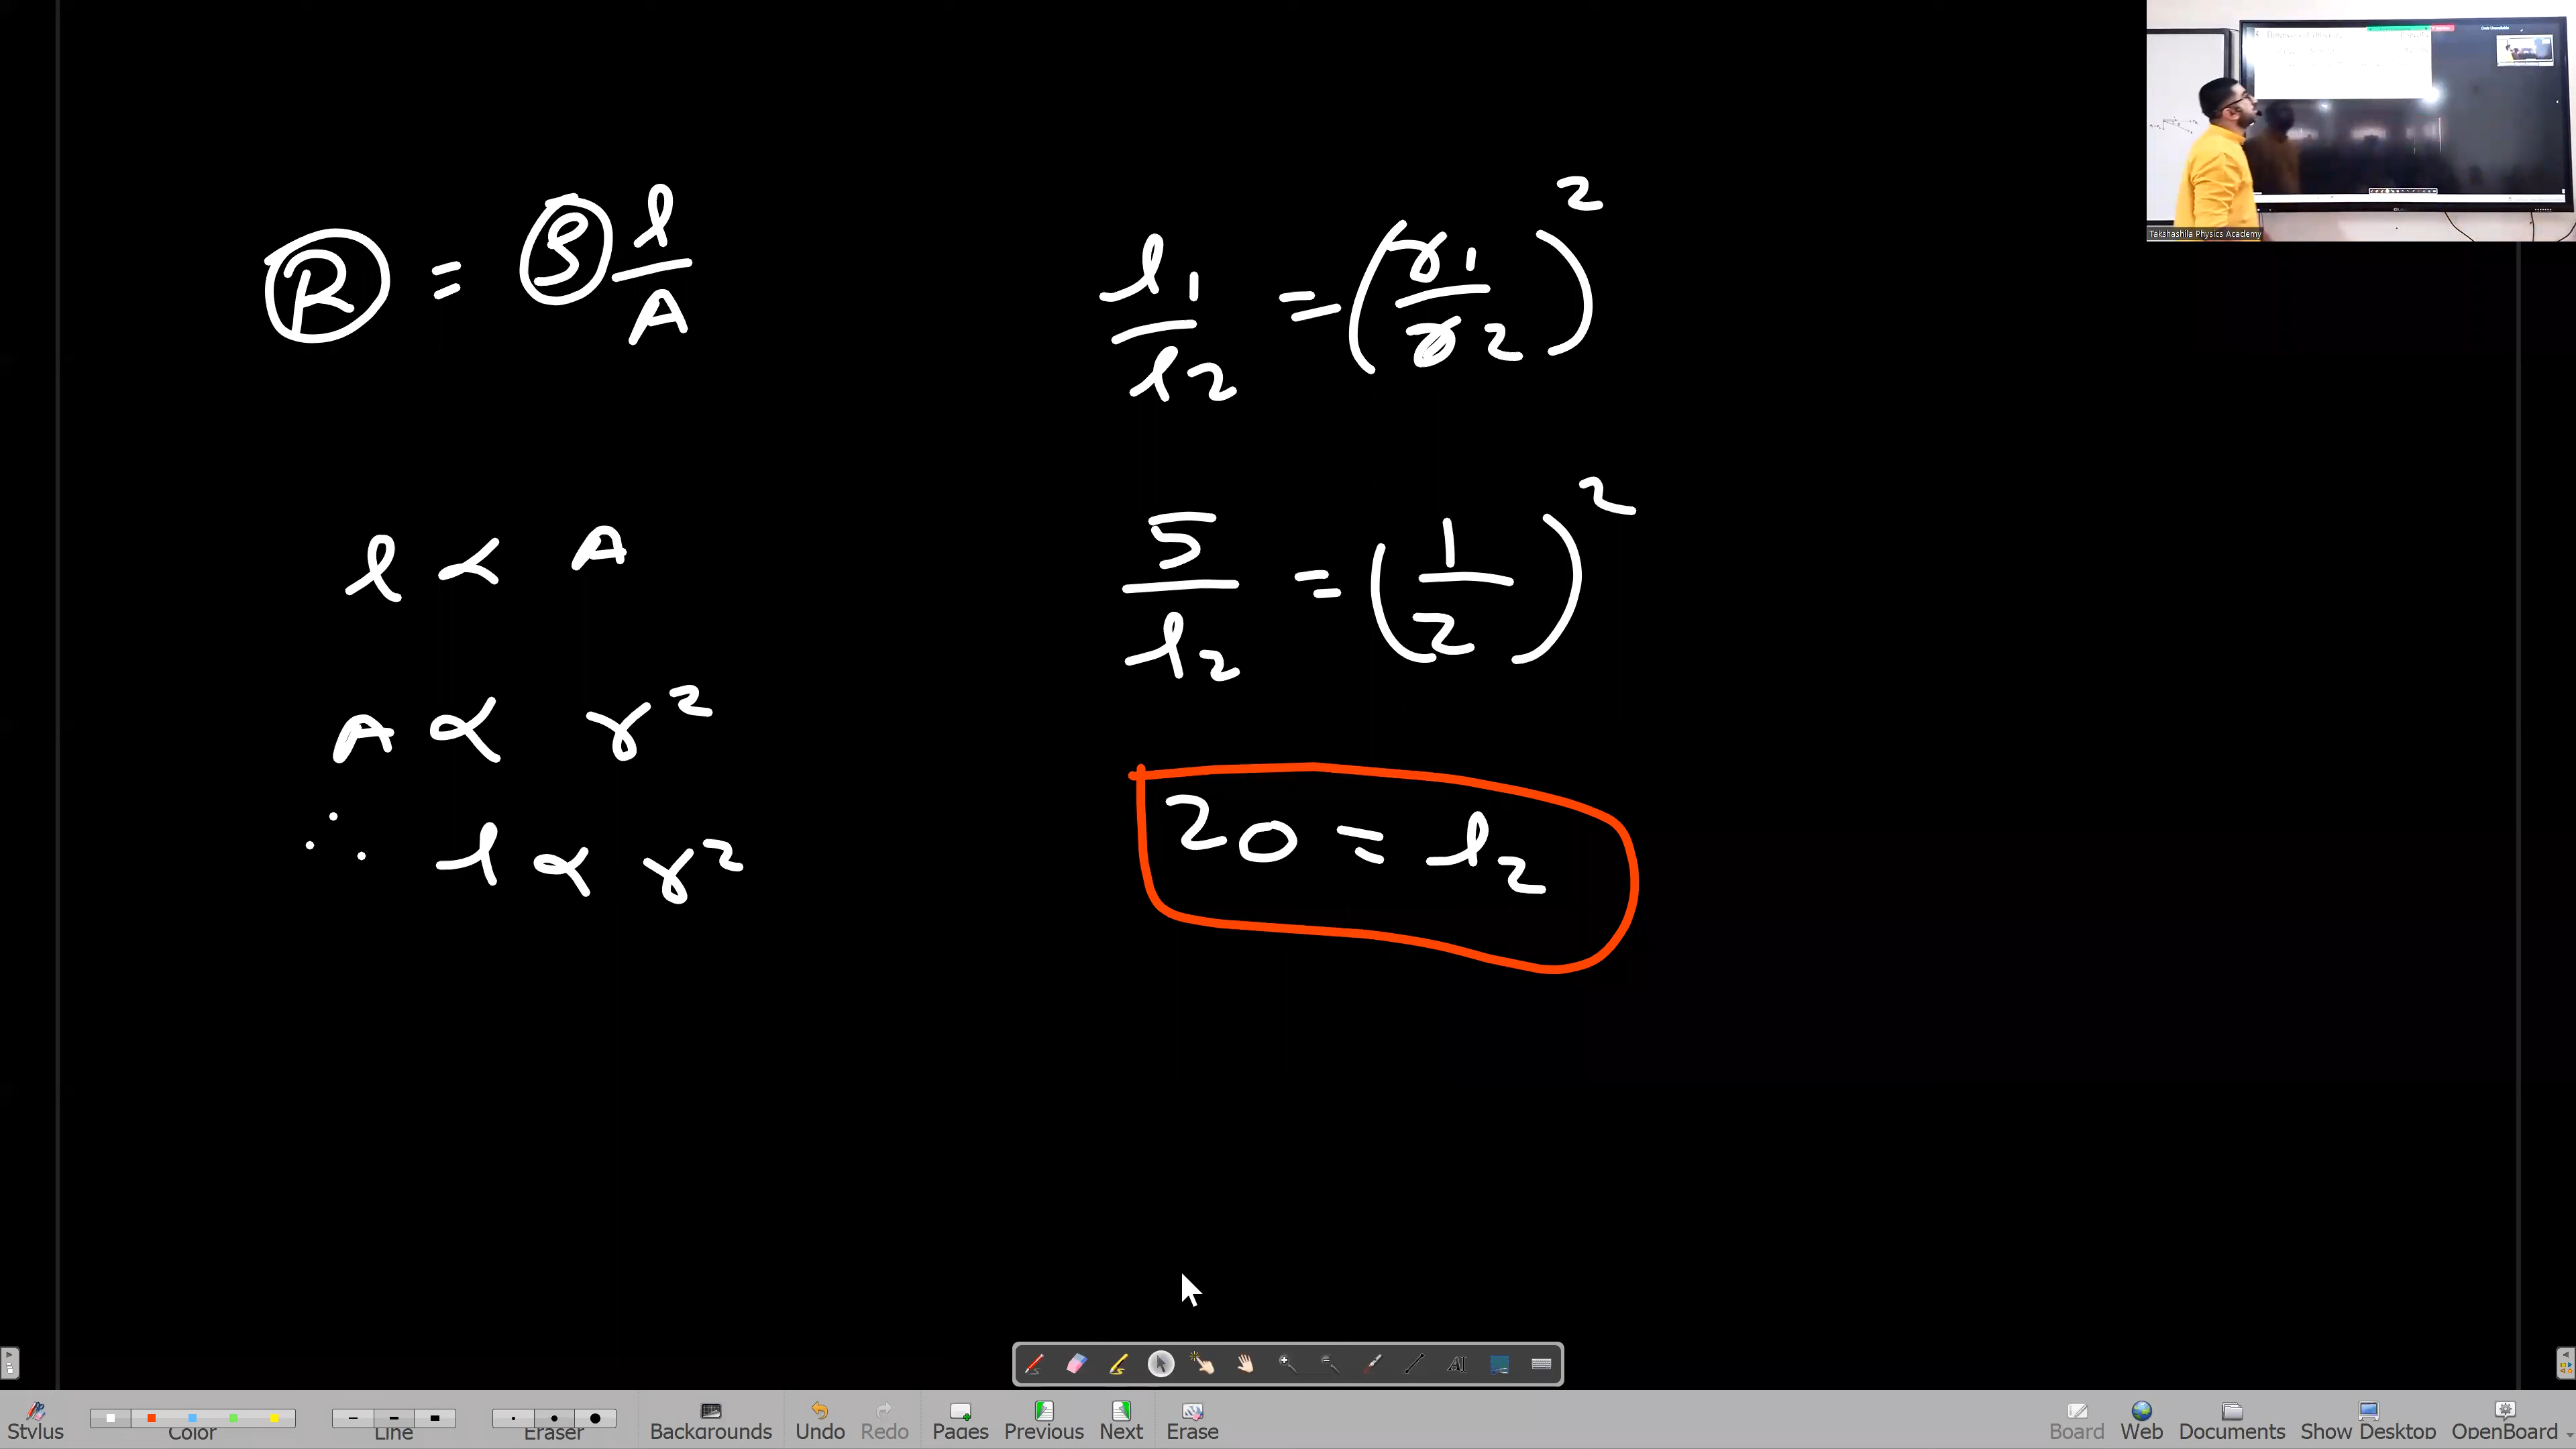 R = ρ l/A
l ∝ A
A ∝ r²
∴ l ∝ r²
l₁/l₂ = (r₁/r₂)²
5/l₂ = (1/2)²
20 = l₂
Takshashila Physics Academy
Stylus Color Line Eraser Backgrounds Undo Redo Pages Previous Next Erase Board Web Documents Show Desktop OpenBoard